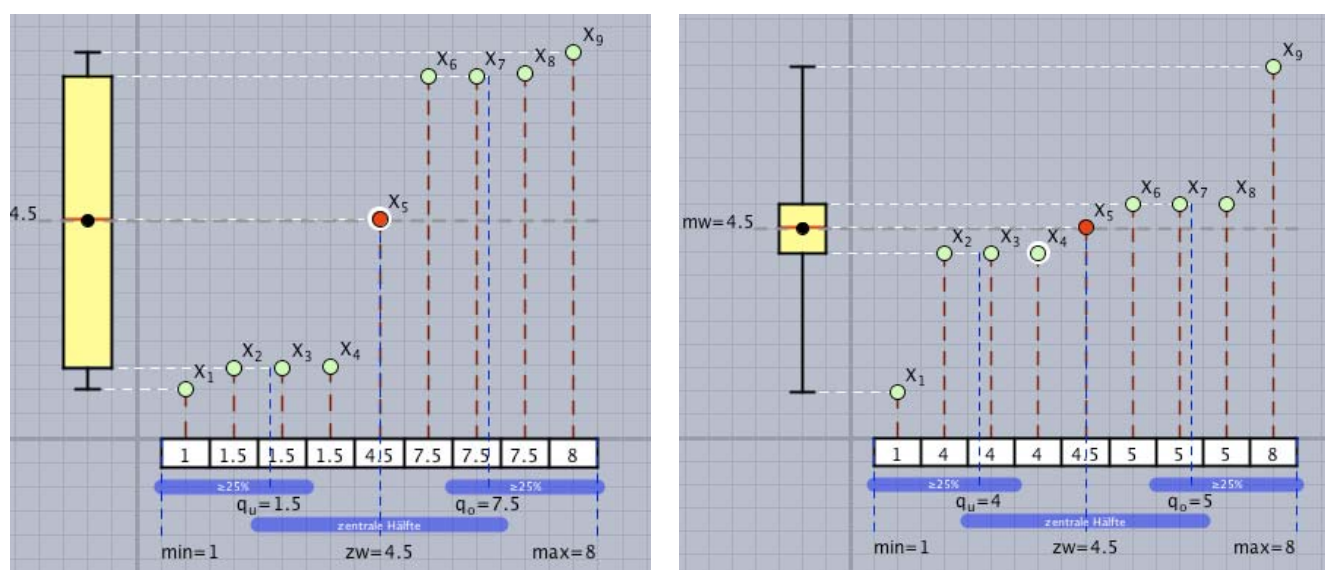 X₉
X₆ X₇ X₈
4.5
X₅
X₁ X₂ X₃ X₄
1 1.5 1.5 1.5 4.5 7.5 7.5 7.5 8
≥25% ≥25%
qᵤ=1.5 qₒ=7.5
zentrale Hälfte
min=1 zw=4.5 max=8
X₉
X₆ X₇ X₈
mw=4.5
X₅
X₂ X₃ X₄
X₁
1 4 4 4 4.5 5 5 5 8
≥25% ≥25%
qᵤ=4 qₒ=5
zentrale Hälfte
min=1 zw=4.5 max=8